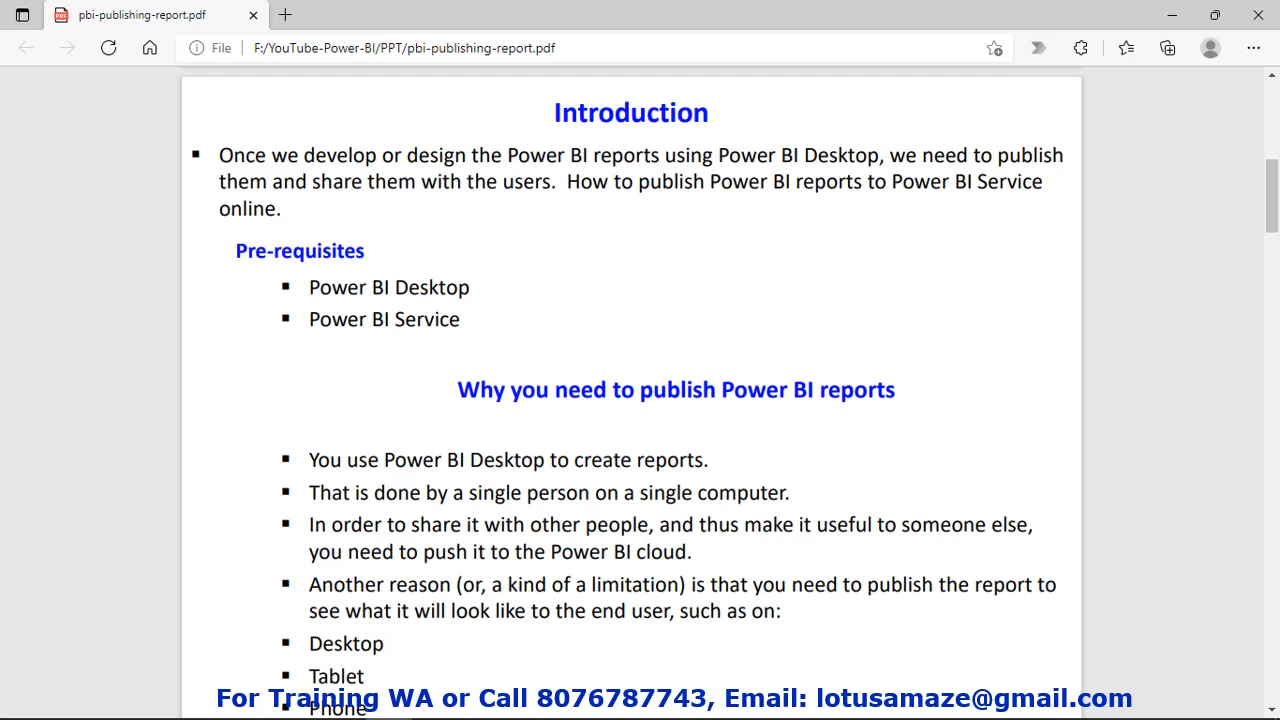 pbi-publishing-report.pdf
File
F:/YouTube-Power-BI/PPT/pbi-publishing-report.pdf
Introduction
▪ Once we develop or design the Power BI reports using Power BI Desktop, we need to publish
them and share them with the users. How to publish Power BI reports to Power BI Service
online.
Pre-requisites
▪ Power BI Desktop
▪ Power BI Service
Why you need to publish Power BI reports
▪ You use Power BI Desktop to create reports.
▪ That is done by a single person on a single computer.
▪ In order to share it with other people, and thus make it useful to someone else,
you need to push it to the Power BI cloud.
▪ Another reason (or, a kind of a limitation) is that you need to publish the report to
see what it will look like to the end user, such as on:
▪ Desktop
▪ Tablet
▪ Phone
For Training WA or Call 8076787743, Email: lotusamaze@gmail.com